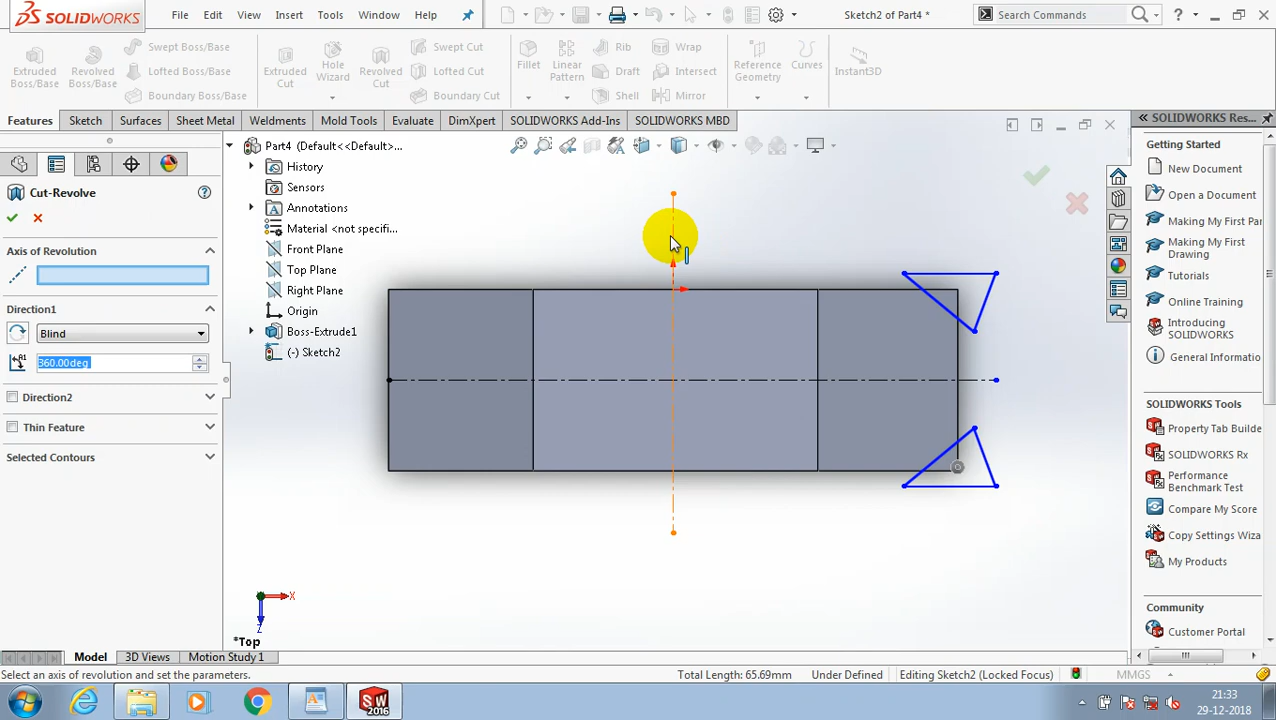 SOLIDWORKS
File Edit View Insert Tools Window Help
Sketch2 of Part4 *
Search Commands
?
Extruded Boss/Base
Revolved Boss/Base
Swept Boss/Base
Lofted Boss/Base
Boundary Boss/Base
Extruded Cut
Hole Wizard
Revolved Cut
Swept Cut
Lofted Cut
Boundary Cut
Fillet
Linear Pattern
Rib
Draft
Shell
Wrap
Intersect
Mirror
Reference Geometry
Curves
Instant3D
Features Sketch Surfaces Sheet Metal Weldments Mold Tools Evaluate DimXpert SOLIDWORKS Add-Ins SOLIDWORKS MBD
Cut-Revolve
?
Axis of Revolution
Direction1
Blind
360.00deg
Direction2
Thin Feature
Selected Contours
Part4 (Default<<Default>...
History
Sensors
Annotations
Material <not specifi...
Front Plane
Top Plane
Right Plane
Origin
Boss-Extrude1
(-) Sketch2
X
Z
*Top
SOLIDWORKS Res...
Getting Started
New Document
Open a Document
Making My First Par
Making My First Drawing
Tutorials
Online Training
Introducing SOLIDWORKS
General Informatio
SOLIDWORKS Tools
Property Tab Builde
SOLIDWORKS Rx
Performance Benchmark Test
Compare My Score
Copy Settings Wiza
My Products
Community
Customer Portal
Model 3D Views Motion Study 1
Select an axis of revolution and set the parameters.
Total Length: 65.69mm Under Defined Editing Sketch2 (Locked Focus) MMGS
SW 2016
21:33
29-12-2018